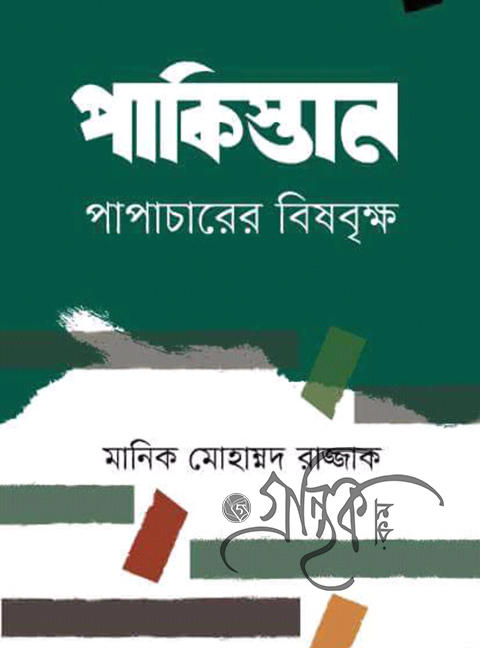 পাকিস্তান
পাপাচারের বিষবৃক্ষ
মানিক মোহাম্মদ রাজ্জাক
গ্রন্থিক